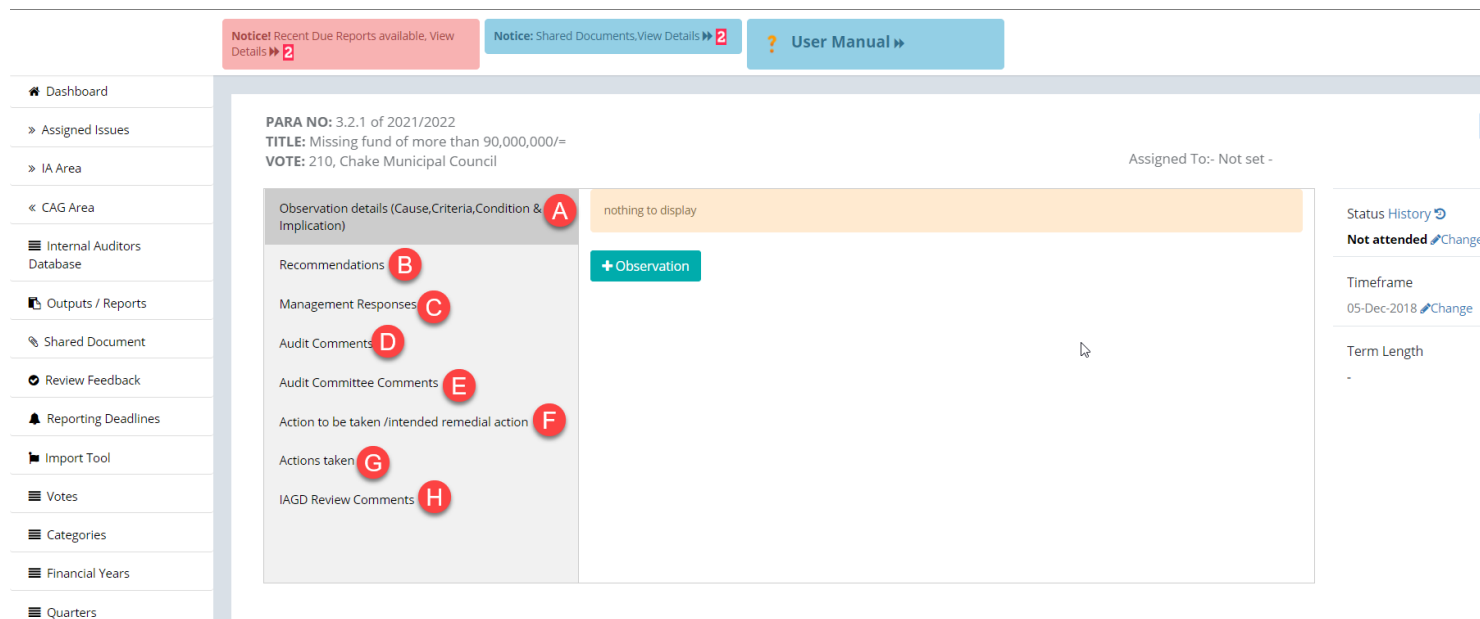 Notice! Recent Due Reports available, View
Details 2
Notice: Shared Documents,View Details 2
? User Manual
Dashboard
» Assigned Issues
» IA Area
« CAG Area
Internal Auditors
Database
Outputs / Reports
Shared Document
Review Feedback
Reporting Deadlines
Import Tool
Votes
Categories
Financial Years
Quarters
PARA NO: 3.2.1 of 2021/2022
TITLE: Missing fund of more than 90,000,000/=
VOTE: 210, Chake Municipal Council
Assigned To:- Not set -
Observation details (Cause,Criteria,Condition & A
Implication)
Recommendations B
Management Responses C
Audit Comments D
Audit Committee Comments E
Action to be taken /intended remedial action F
Actions taken G
IAGD Review Comments H
nothing to display
+ Observation
Status History
Not attended Change
Timeframe
05-Dec-2018 Change
Term Length
-